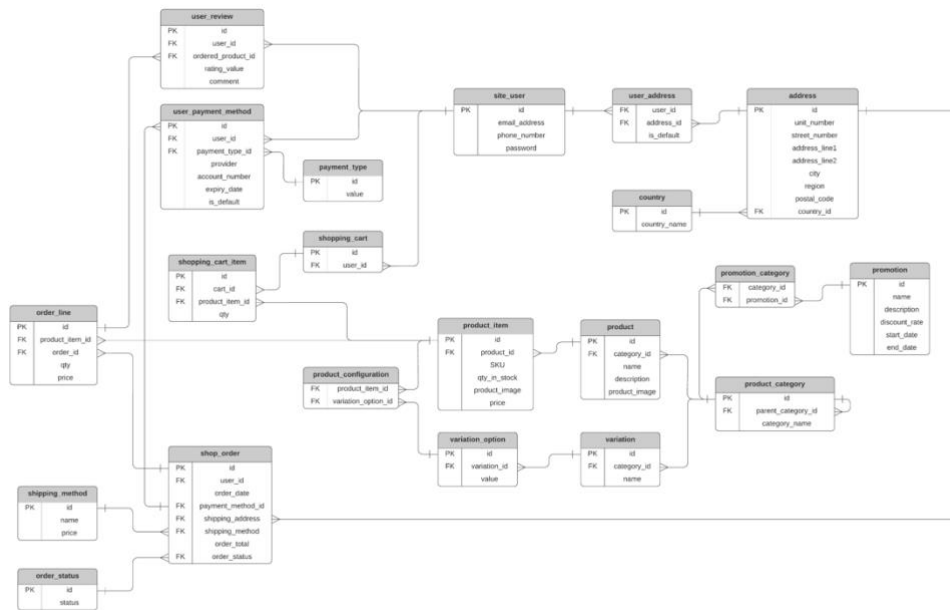 user_review
PK id
FK user_id
FK ordered_product_id
rating_value
comment
user_payment_method
PK id
FK user_id
FK payment_type_id
provider
account_number
expiry_date
is_default
payment_type
PK id
value
site_user
PK id
email_address
phone_number
password
user_address
FK user_id
FK address_id
is_default
address
PK id
unit_number
street_number
address_line1
address_line2
city
region
postal_code
FK country_id
country
PK id
country_name
shopping_cart
PK id
FK user_id
shopping_cart_item
PK id
FK cart_id
FK product_item_id
qty
order_line
PK id
FK product_item_id
FK order_id
qty
price
product_configuration
FK product_item_id
FK variation_option_id
product_item
PK id
FK product_id
SKU
qty_in_stock
product_image
price
product
PK id
FK category_id
name
description
product_image
promotion_category
FK category_id
FK promotion_id
promotion
PK id
name
description
discount_rate
start_date
end_date
product_category
PK id
FK parent_category_id
category_name
variation_option
PK id
FK variation_id
value
variation
PK id
FK category_id
name
shop_order
PK id
FK user_id
order_date
FK payment_method_id
FK shipping_address
FK shipping_method
order_total
FK order_status
shipping_method
PK id
name
price
order_status
PK id
status